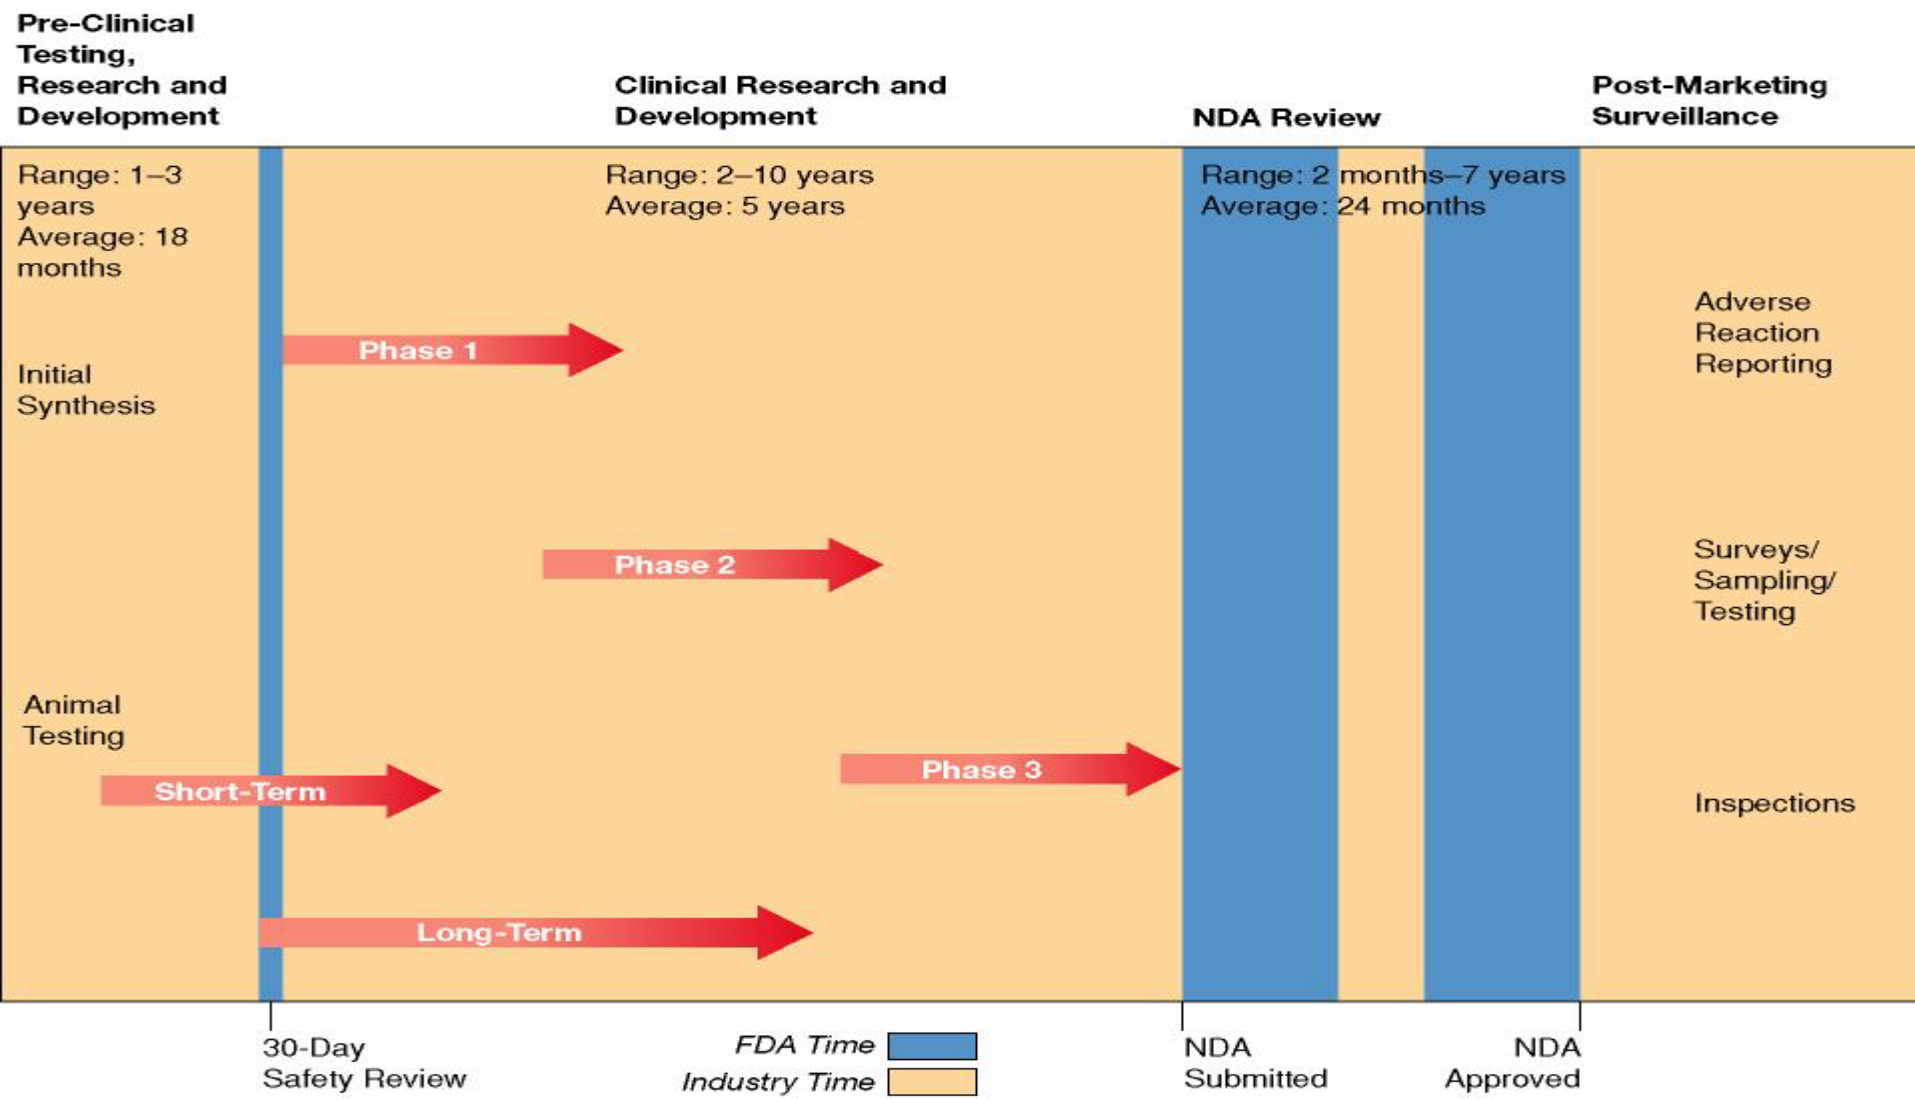 Pre-Clinical
Testing,
Research and
Development
Clinical Research and
Development
NDA Review
Post-Marketing
Surveillance
Range: 1–3
years
Average: 18
months
Range: 2–10 years
Average: 5 years
Range: 2 months–7 years
Average: 24 months
Initial
Synthesis
Phase 1
Adverse
Reaction
Reporting
Phase 2
Surveys/
Sampling/
Testing
Animal
Testing
Short-Term
Phase 3
Inspections
Long-Term
30-Day
Safety Review
FDA Time
Industry Time
NDA
Submitted
NDA
Approved